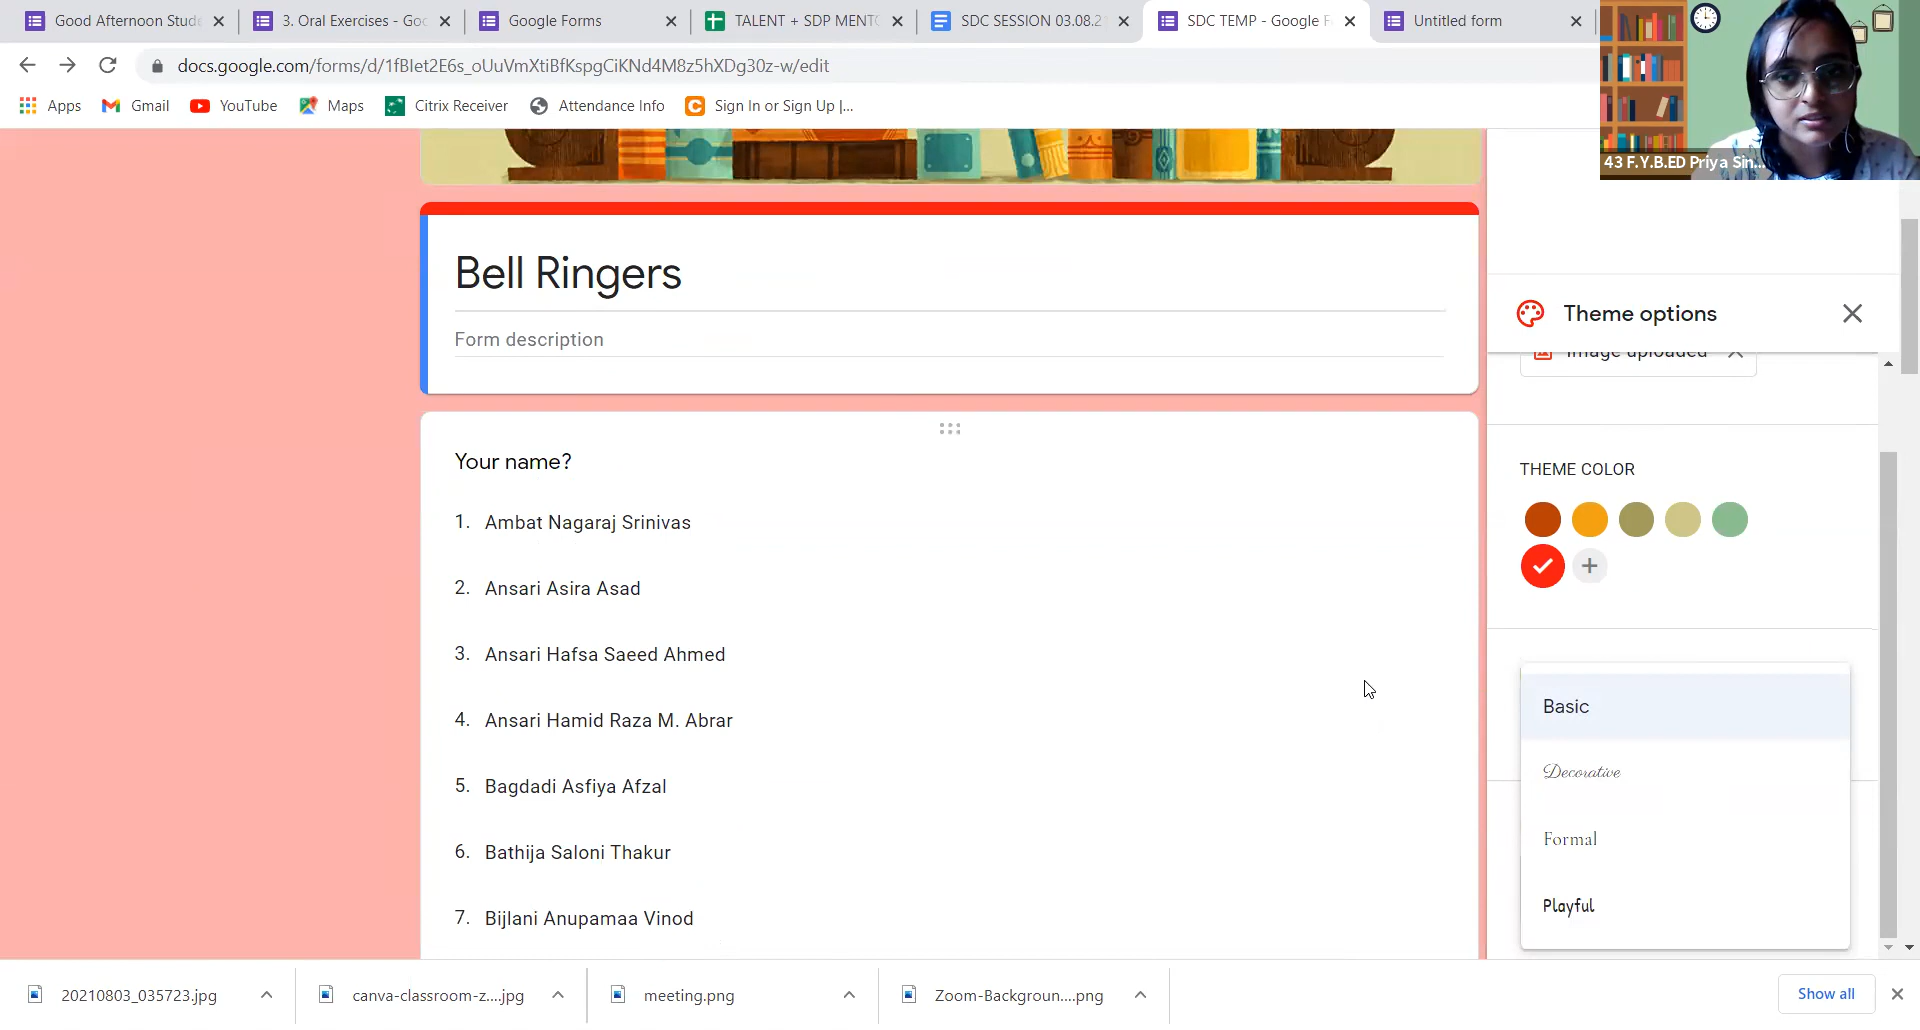 Good Afternoon Stude
3. Oral Exercises - Goo
Google Forms
TALENT + SDP MENTO
SDC SESSION 03.08.2
SDC TEMP - Google F
Untitled form
docs.google.com/forms/d/1fBIet2E6s_oUuVmXtiBfKspgCiKNd4M8z5hXDg30z-w/edit
Apps
Gmail
YouTube
Maps
Citrix Receiver
Attendance Info
Sign In or Sign Up |...
43 F.Y.B.ED Priya Sin...
Bell Ringers
Form description
Your name?
1. Ambat Nagaraj Srinivas
2. Ansari Asira Asad
3. Ansari Hafsa Saeed Ahmed
4. Ansari Hamid Raza M. Abrar
5. Bagdadi Asfiya Afzal
6. Bathija Saloni Thakur
7. Bijlani Anupamaa Vinod
Theme options
Image uploaded
THEME COLOR
Basic
Decorative
Formal
Playful
20210803_035723.jpg
canva-classroom-z....jpg
meeting.png
Zoom-Backgroun....png
Show all